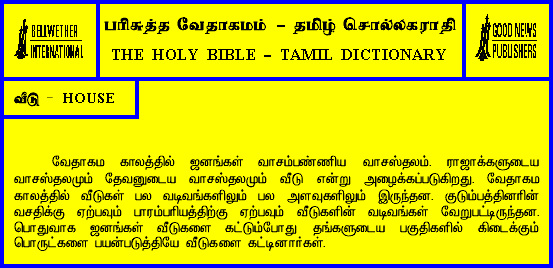 BELLWETHER
INTERNATIONAL
பரிசுத்த வேதாகமம் - தமிழ் சொல்லகராதி
THE HOLY BIBLE - TAMIL DICTIONARY
GOOD NEWS
PUBLISHERS
வீடு - HOUSE
வேதாகம காலத்தில் ஜனங்கள் வாசம்பண்ணிய வாசஸ்தலம். ராஜாக்களுடைய
வாசஸ்தலமும் தேவனுடைய வாசஸ்தலமும் வீடு என்று அழைக்கப்படுகிறது. வேதாகம
காலத்தில் வீடுகள் பல வடிவங்களிலும் பல அளவுகளிலும் இருந்தன. குடும்பத்தினரின்
வசதிக்கு ஏற்பவும் பாரம்பரியத்திற்கு ஏற்பவும் வீடுகளின் வடிவங்கள் வேறுபட்டிருந்தன.
பொதுவாக ஜனங்கள் வீடுகளை கட்டும்போது தங்களுடைய பகுதிகளில் கிடைக்கும்
பொருட்களை பயன்படுத்தியே வீடுகளை கட்டினார்கள்.